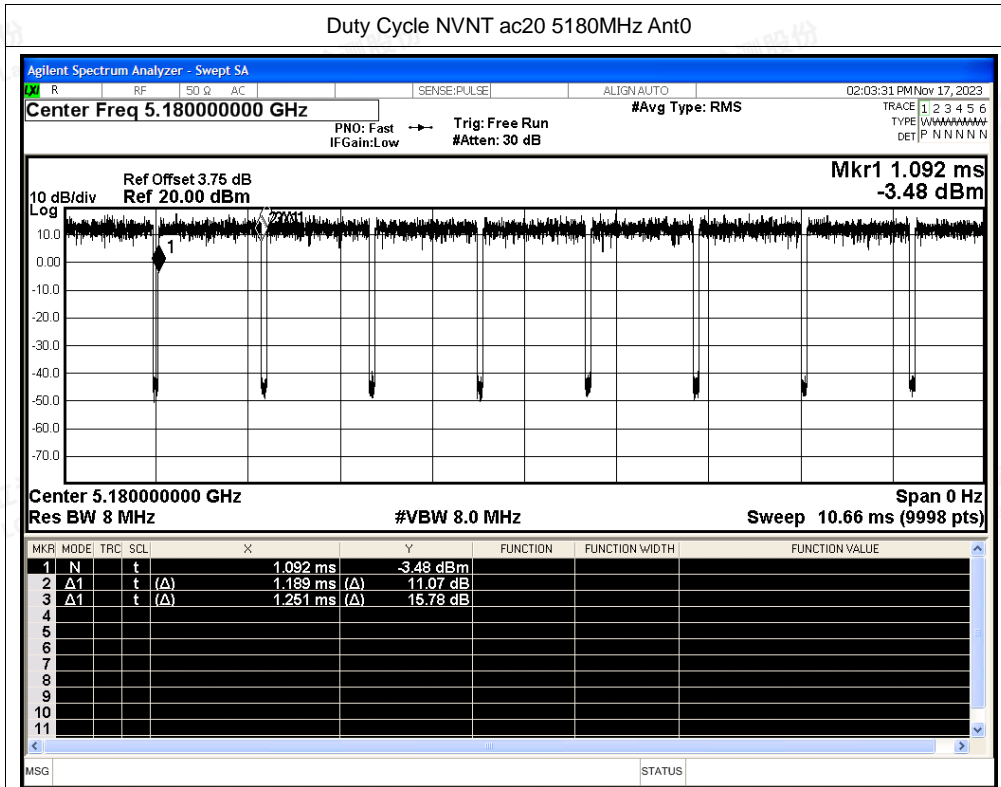 Duty Cycle NVNT ac20 5180MHz Ant0
Agilent Spectrum Analyzer - Swept SA
LXI R RF 50 Ω AC SENSE:PULSE ALIGN AUTO 02:03:31 PM Nov 17, 2023
Center Freq 5.180000000 GHz #Avg Type: RMS TRACE 1 2 3 4 5 6
PNO: Fast Trig: Free Run TYPE WWWWWW
IFGain:Low #Atten: 30 dB DET P N N N N N
Mkr1 1.092 ms
Ref Offset 3.75 dB
10 dB/div Ref 20.00 dBm -3.48 dBm
Log
10.0
1
0.00
-10.0
-20.0
-30.0
-40.0
-50.0
-60.0
-70.0
Center 5.180000000 GHz Span 0 Hz
Res BW 8 MHz #VBW 8.0 MHz Sweep 10.66 ms (9998 pts)
MKR MODE TRC SCL X Y FUNCTION FUNCTION WIDTH FUNCTION VALUE
1 N t 1.092 ms -3.48 dBm
2 Δ1 t (Δ) 1.189 ms (Δ) 11.07 dB
3 Δ1 t (Δ) 1.251 ms (Δ) 15.78 dB
4
5
6
7
8
9
10
11
MSG STATUS